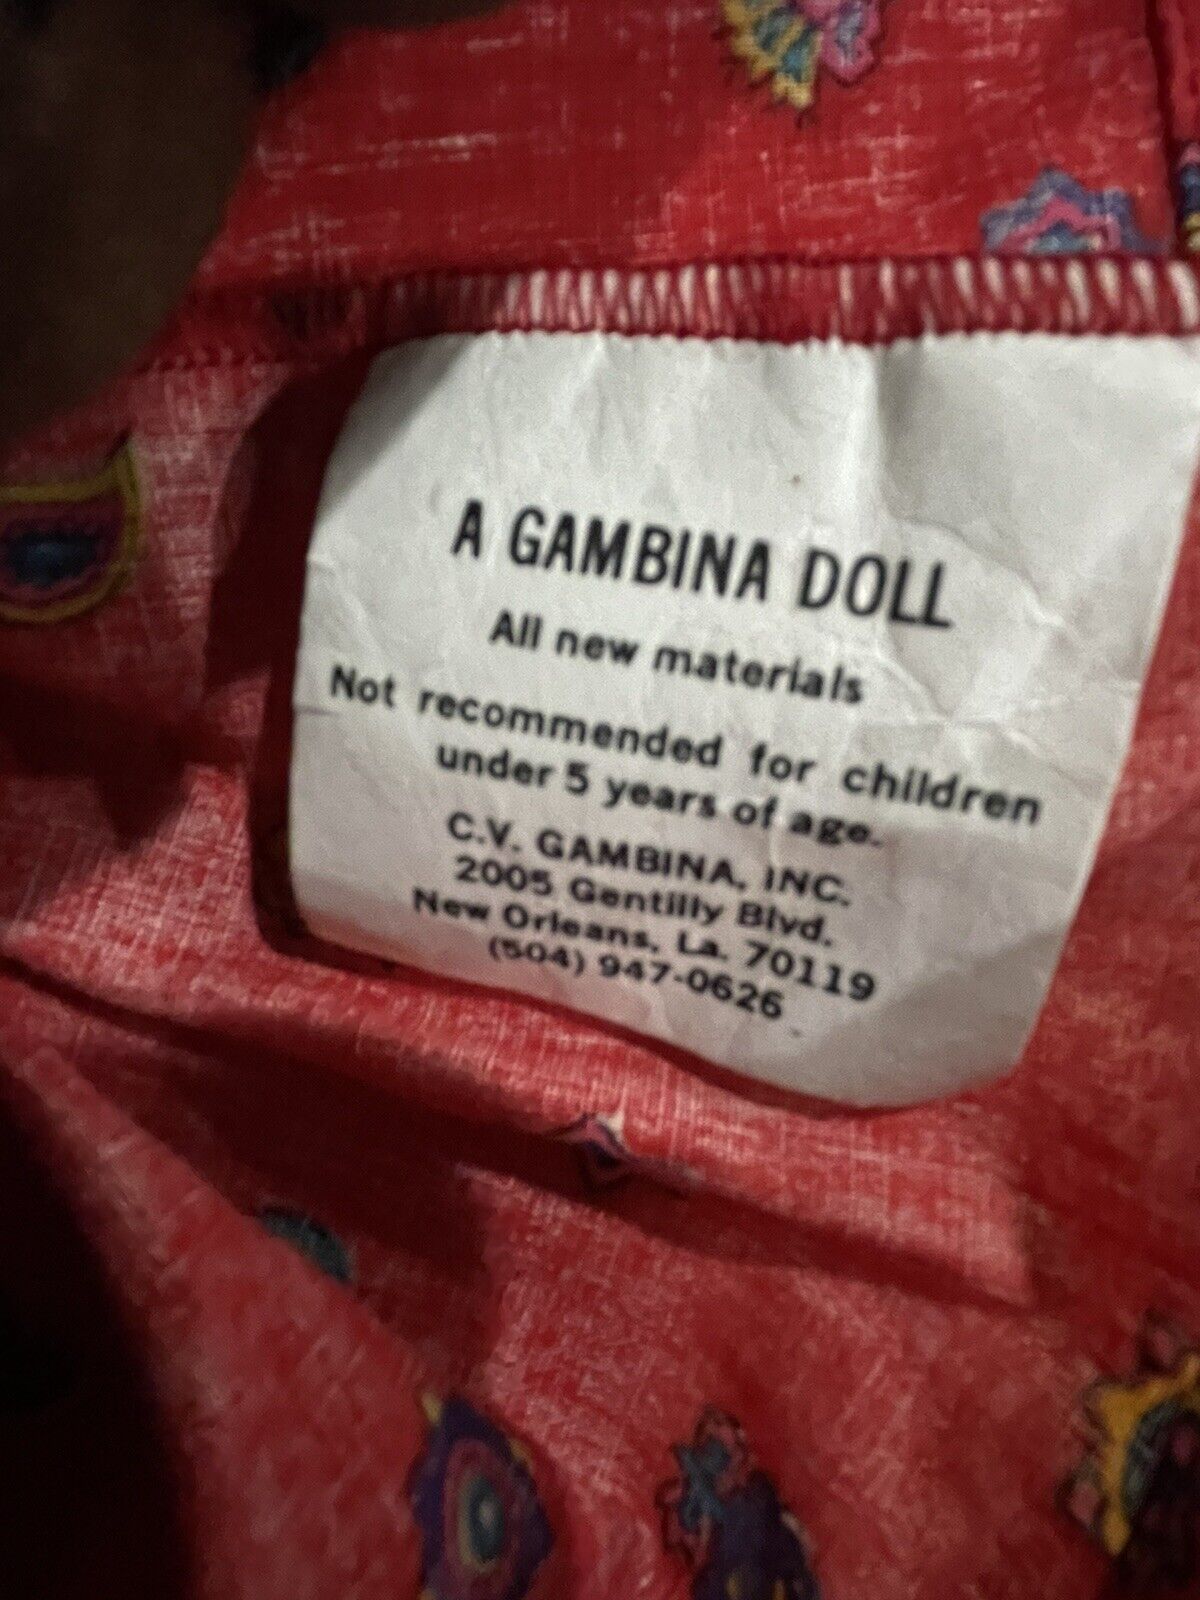 A GAMBINA DOLL
All new materials
Not recommended for children
under 5 years of age.
C.V. GAMBINA, INC.
2005 Gentilly Blvd.
New Orleans, La. 70119
(504) 947-0626